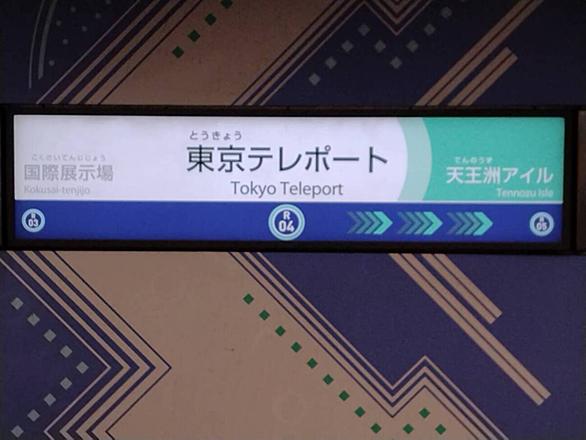 こくさいてんじじょう
国際展示場
Kokusai-tenjijo
とうきょう
東京テレポート
Tokyo Teleport
てんのうず
天王洲アイル
Tennozu Isle
R
03
R
04
R
05